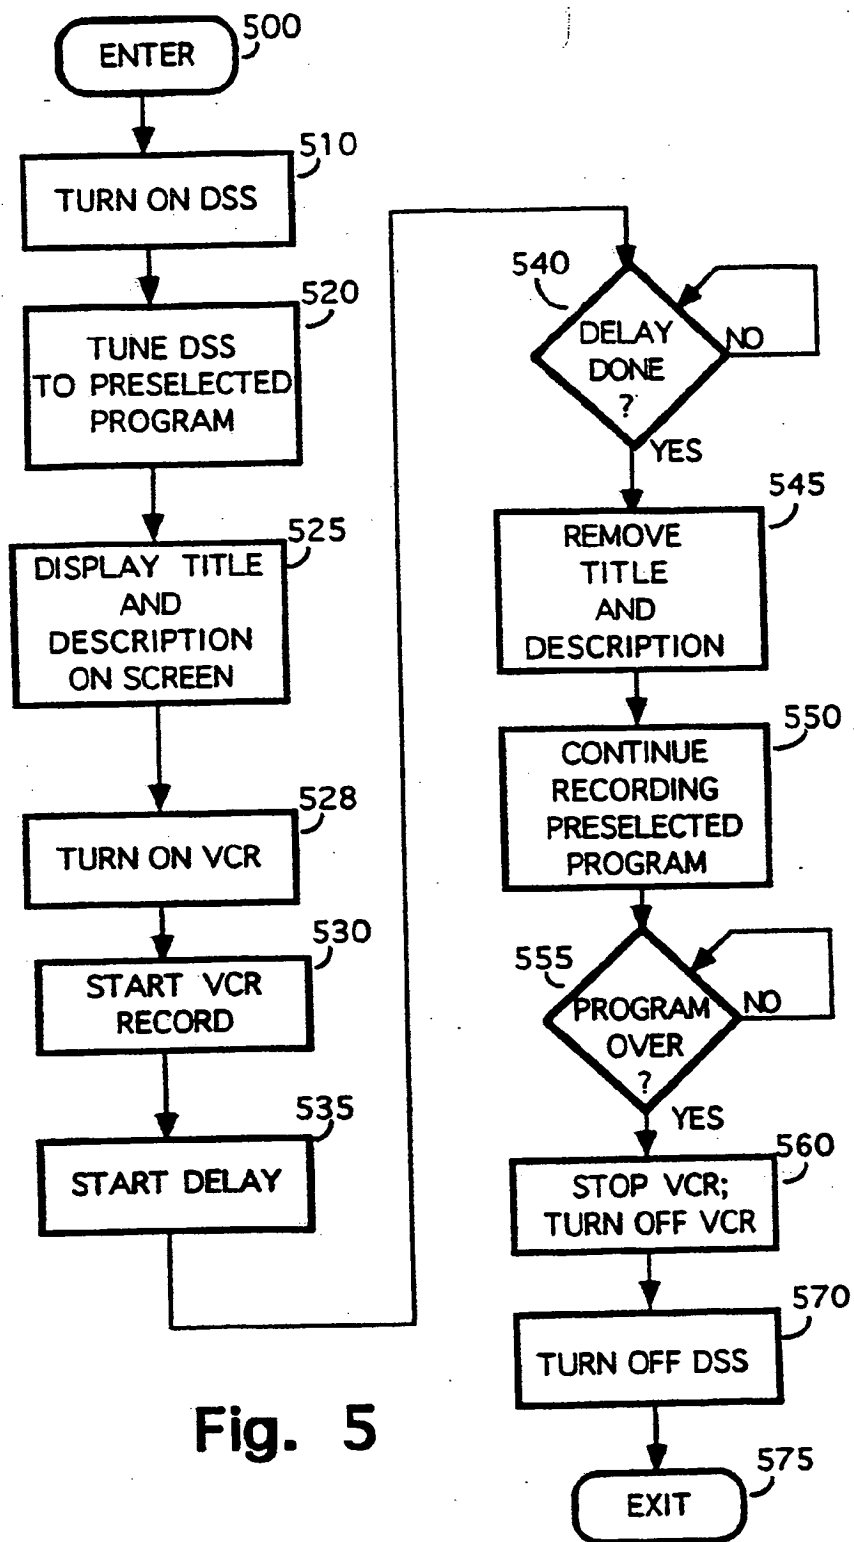 500
ENTER
510
TURN ON DSS
520
TUNE DSS
TO PRESELECTED
PROGRAM
525
DISPLAY TITLE
AND
DESCRIPTION
ON SCREEN
528
TURN ON VCR
530
START VCR
RECORD
535
START DELAY
540
DELAY
DONE
?
NO
YES
545
REMOVE
TITLE
AND
DESCRIPTION
550
CONTINUE
RECORDING
PRESELECTED
PROGRAM
555
PROGRAM
OVER
?
NO
YES
560
STOP VCR;
TURN OFF VCR
570
TURN OFF DSS
575
EXIT
Fig. 5